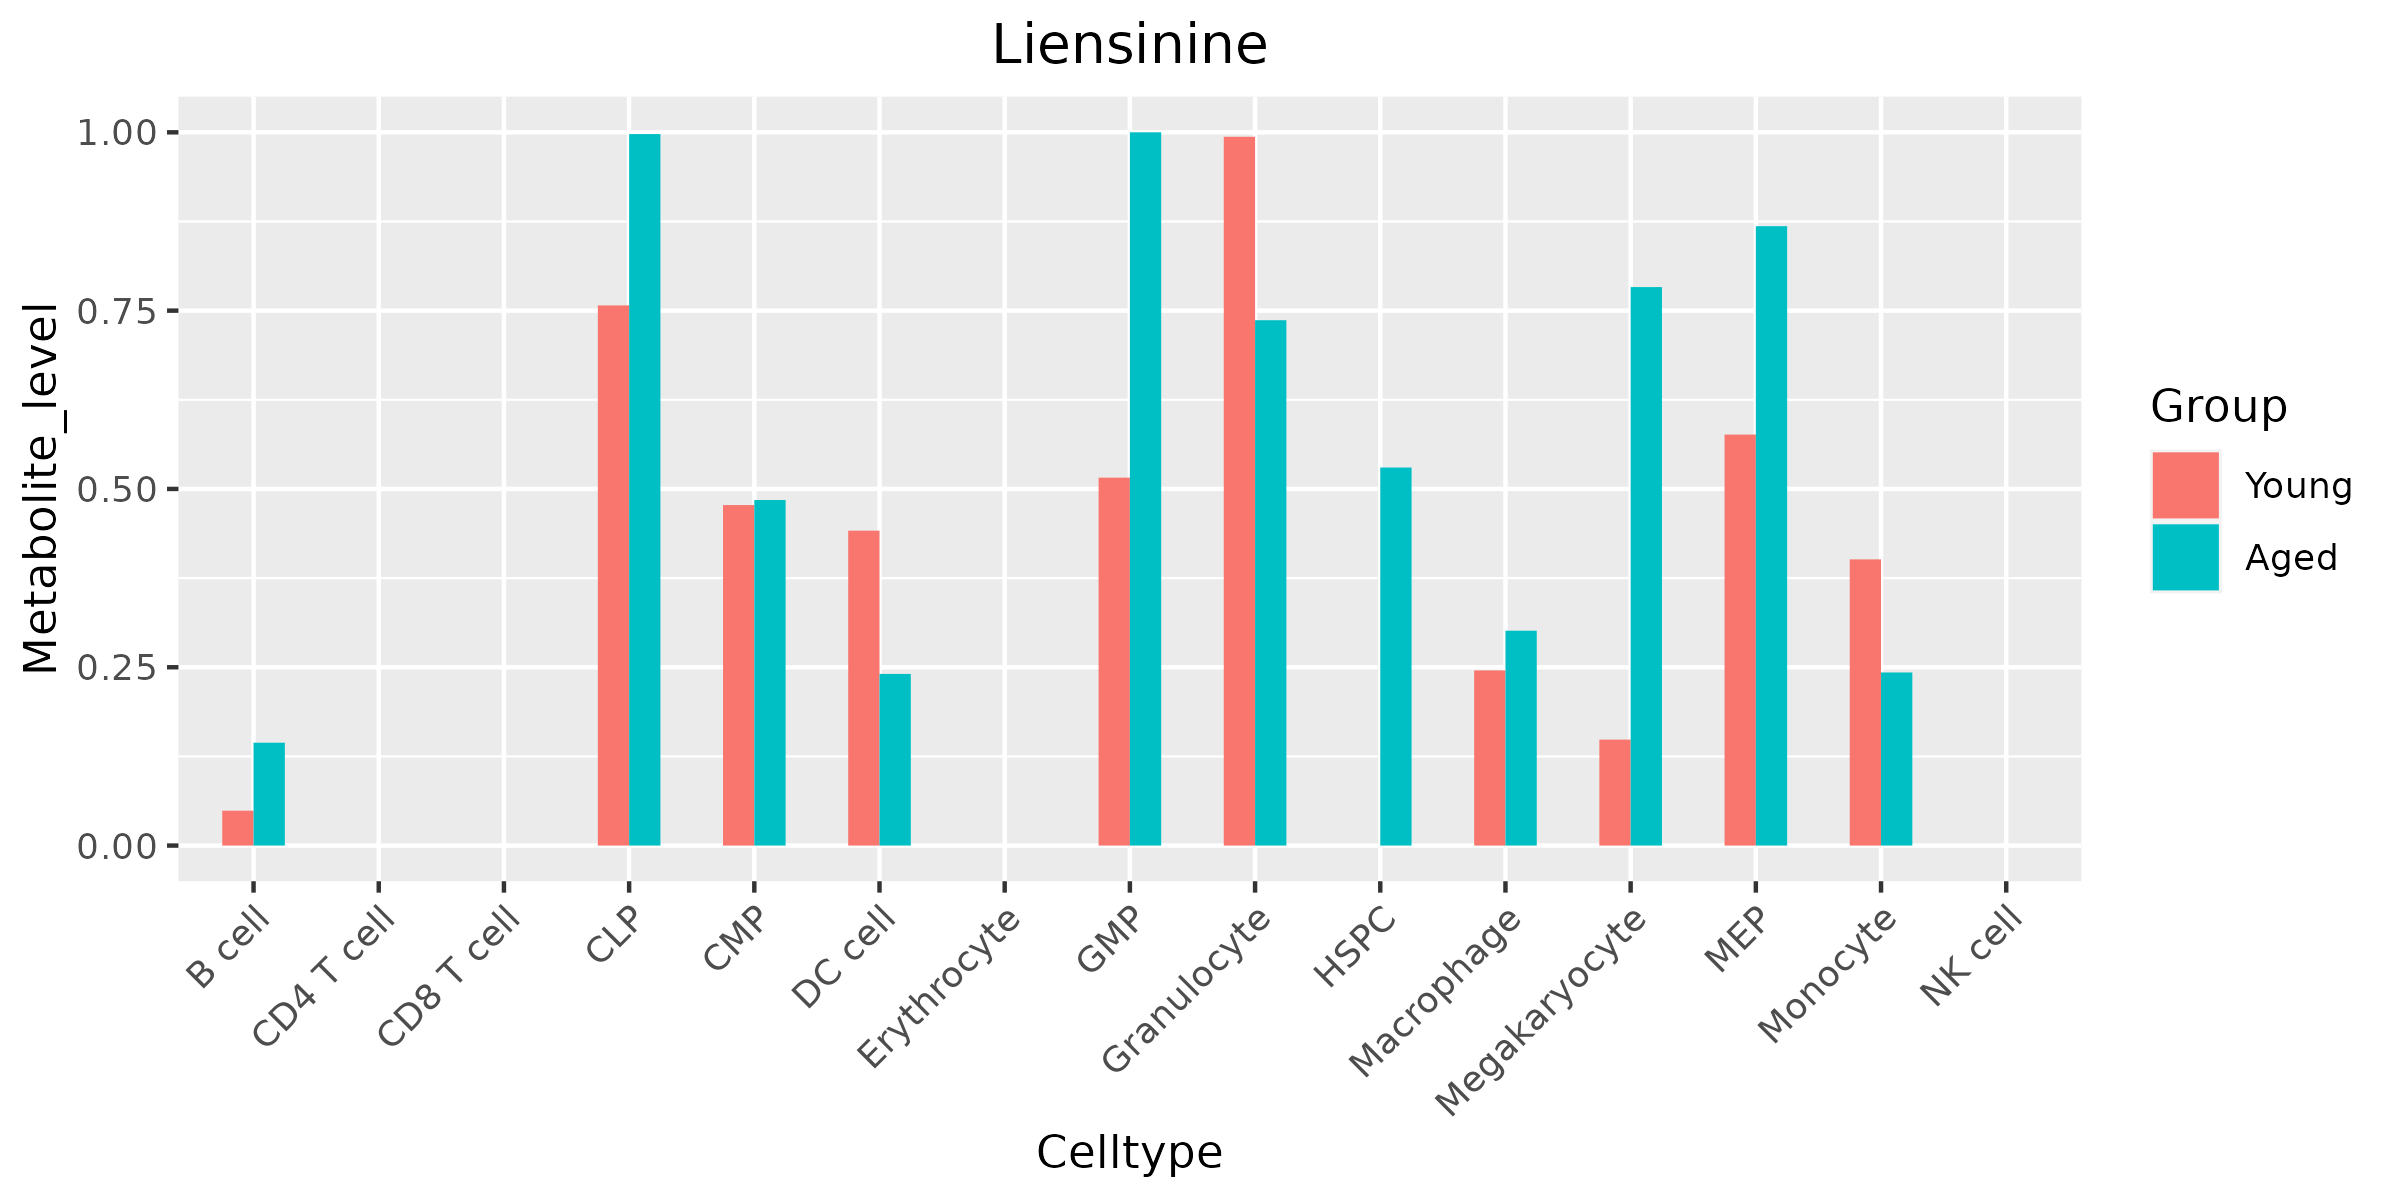 Liensinine
Metabolite_level
1.00
0.75
0.50
0.25
0.00
B cell
CD4 T cell
CD8 T cell
CLP
CMP
DC cell
Erythrocyte
GMP
Granulocyte
HSPC
Macrophage
Megakaryocyte
MEP
Monocyte
NK cell
Celltype
Group
Young
Aged